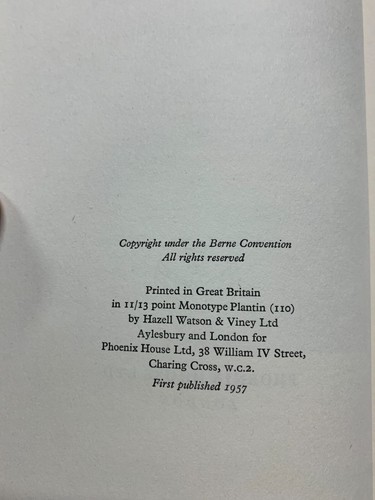 Copyright under the Berne Convention
All rights reserved
Printed in Great Britain
in 11/13 point Monotype Plantin (110)
by Hazell Watson & Viney Ltd
Aylesbury and London for
Phoenix House Ltd, 38 William IV Street,
Charing Cross, W.C.2.
First published 1957